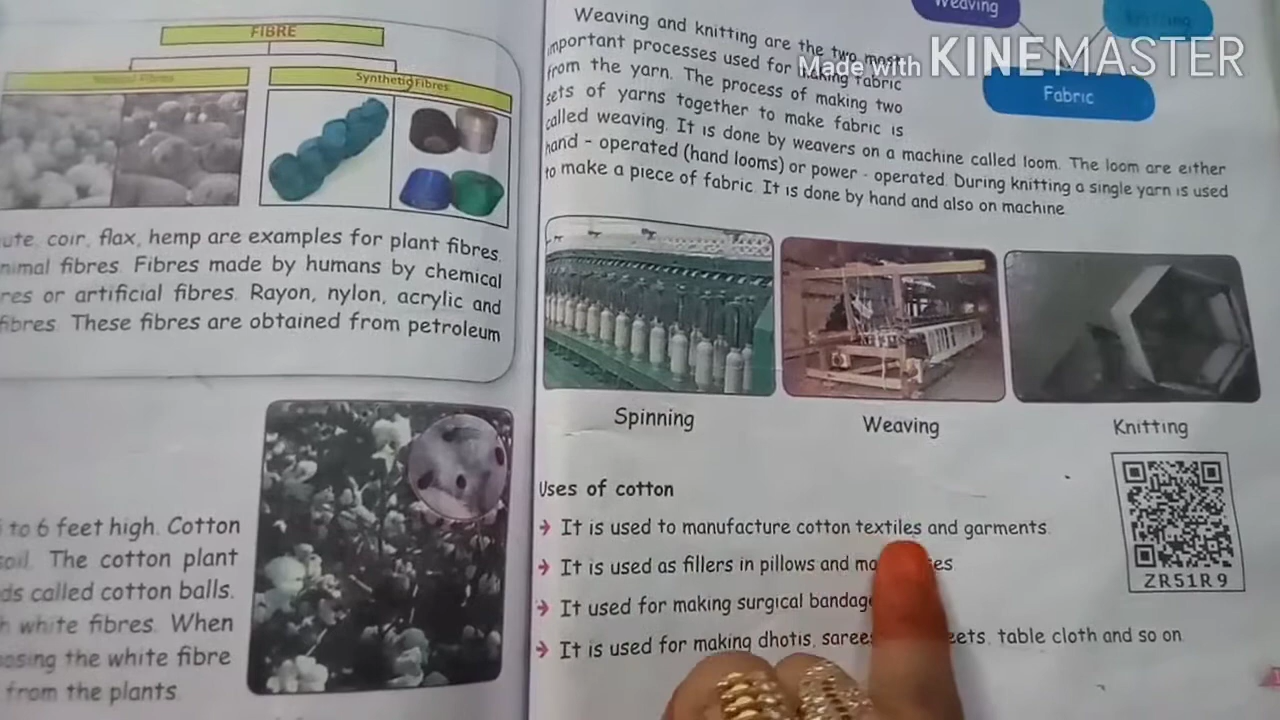 FIBRE
Synthetic Fibres
ute, coir, flax, hemp are examples for plant fibres.
nimal fibres. Fibres made by humans by chemical
res or artificial fibres. Rayon, nylon, acrylic and
fibres. These fibres are obtained from petroleum
to 6 feet high. Cotton
soil. The cotton plant
ds called cotton balls.
h white fibres. When
osing the white fibre
from the plants
Weaving
Knitting
Fabric
Made with KINEMASTER
Weaving and knitting are the two most
important processes used for making fabric
from the yarn. The process of making two
sets of yarns together to make fabric is
called weaving. It is done by weavers on a machine called loom. The loom are either
hand - operated (hand looms) or power - operated. During knitting a single yarn is used
to make a piece of fabric. It is done by hand and also on machine
Spinning
Weaving
Knitting
Uses of cotton
It is used to manufacture cotton textiles and garments.
It is used as fillers in pillows and
It used for making surgical bandage
It is used for making dhotis, saree eets, table cloth and so on
ZR51R9